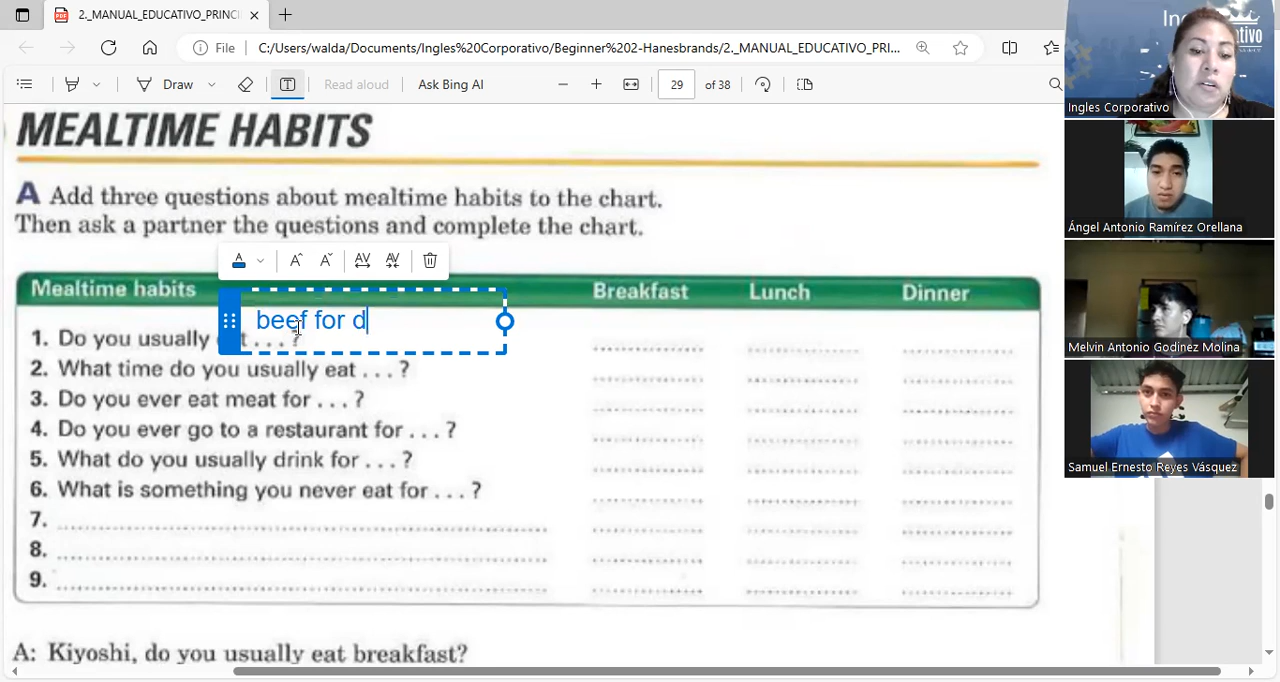 2._MANUAL_EDUCATIVO_PRINCI
File C:/Users/walda/Documents/Ingles%20Corporativo/Beginner%202-Hanesbrands/2._MANUAL_EDUCATIVO_PRI...
Draw Read aloud Ask Bing AI 29 of 38
MEALTIME HABITS
A Add three questions about mealtime habits to the chart.
Then ask a partner the questions and complete the chart.
Mealtime habits Breakfast Lunch Dinner
beef for d
1. Do you usually eat . . . ?
2. What time do you usually eat . . . ?
3. Do you ever eat meat for . . . ?
4. Do you ever go to a restaurant for . . . ?
5. What do you usually drink for . . . ?
6. What is something you never eat for . . . ?
7.
8.
9.
A: Kiyoshi, do you usually eat breakfast?
Ingles Corporativo
Ángel Antonio Ramírez Orellana
Melvin Antonio Godinez Molina
Samuel Ernesto Reyes Vásquez